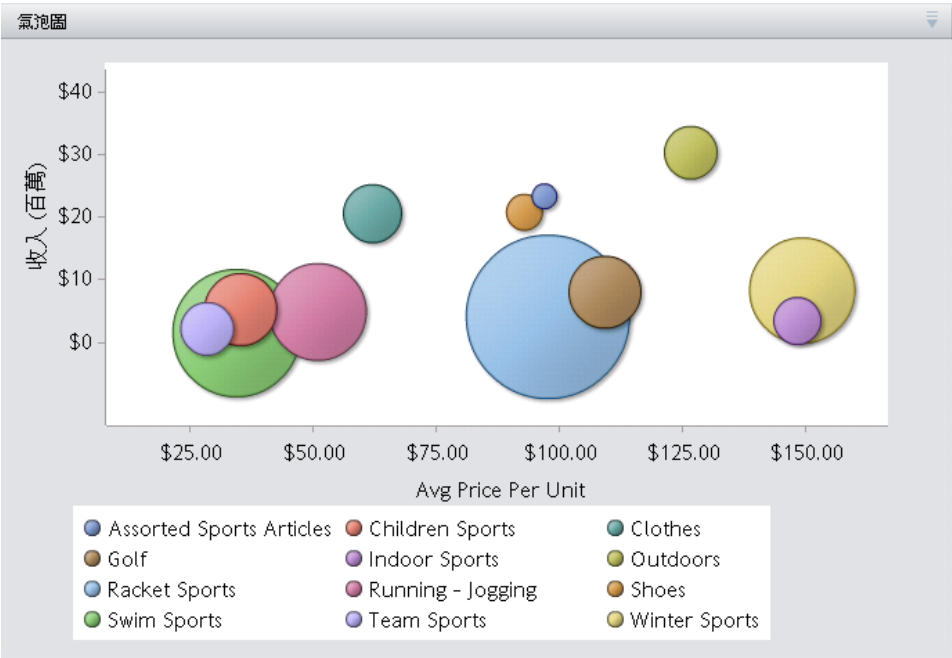 氣泡圖
$40
$30
$20
$10
$0
收入 (百萬)
$25.00 $50.00 $75.00 $100.00 $125.00 $150.00
Avg Price Per Unit
Assorted Sports Articles Children Sports Clothes
Golf Indoor Sports Outdoors
Racket Sports Running - Jogging Shoes
Swim Sports Team Sports Winter Sports